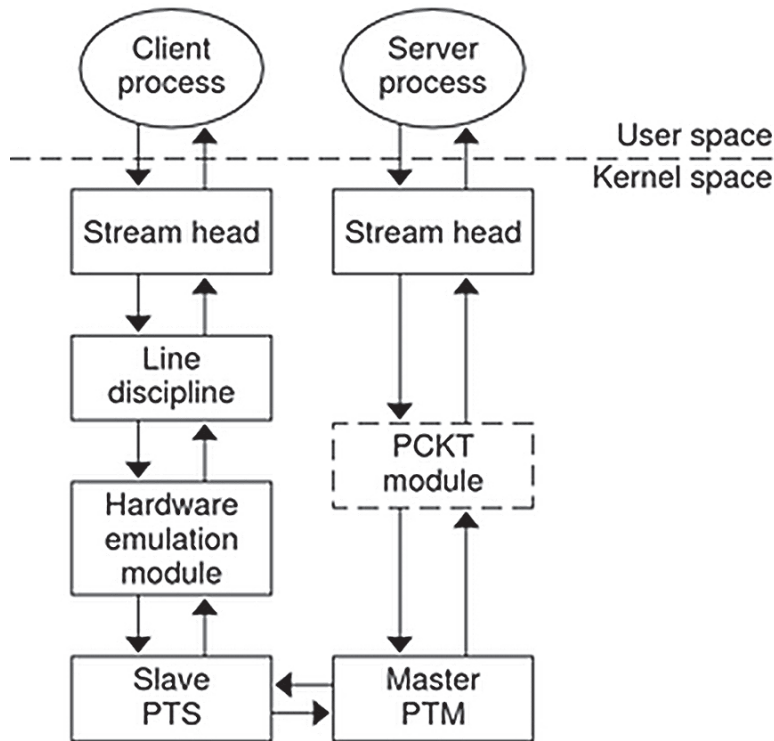 Client
process
Server
process
User space
Kernel space
Stream head
Stream head
Line
discipline
PCKT
module
Hardware
emulation
module
Slave
PTS
Master
PTM